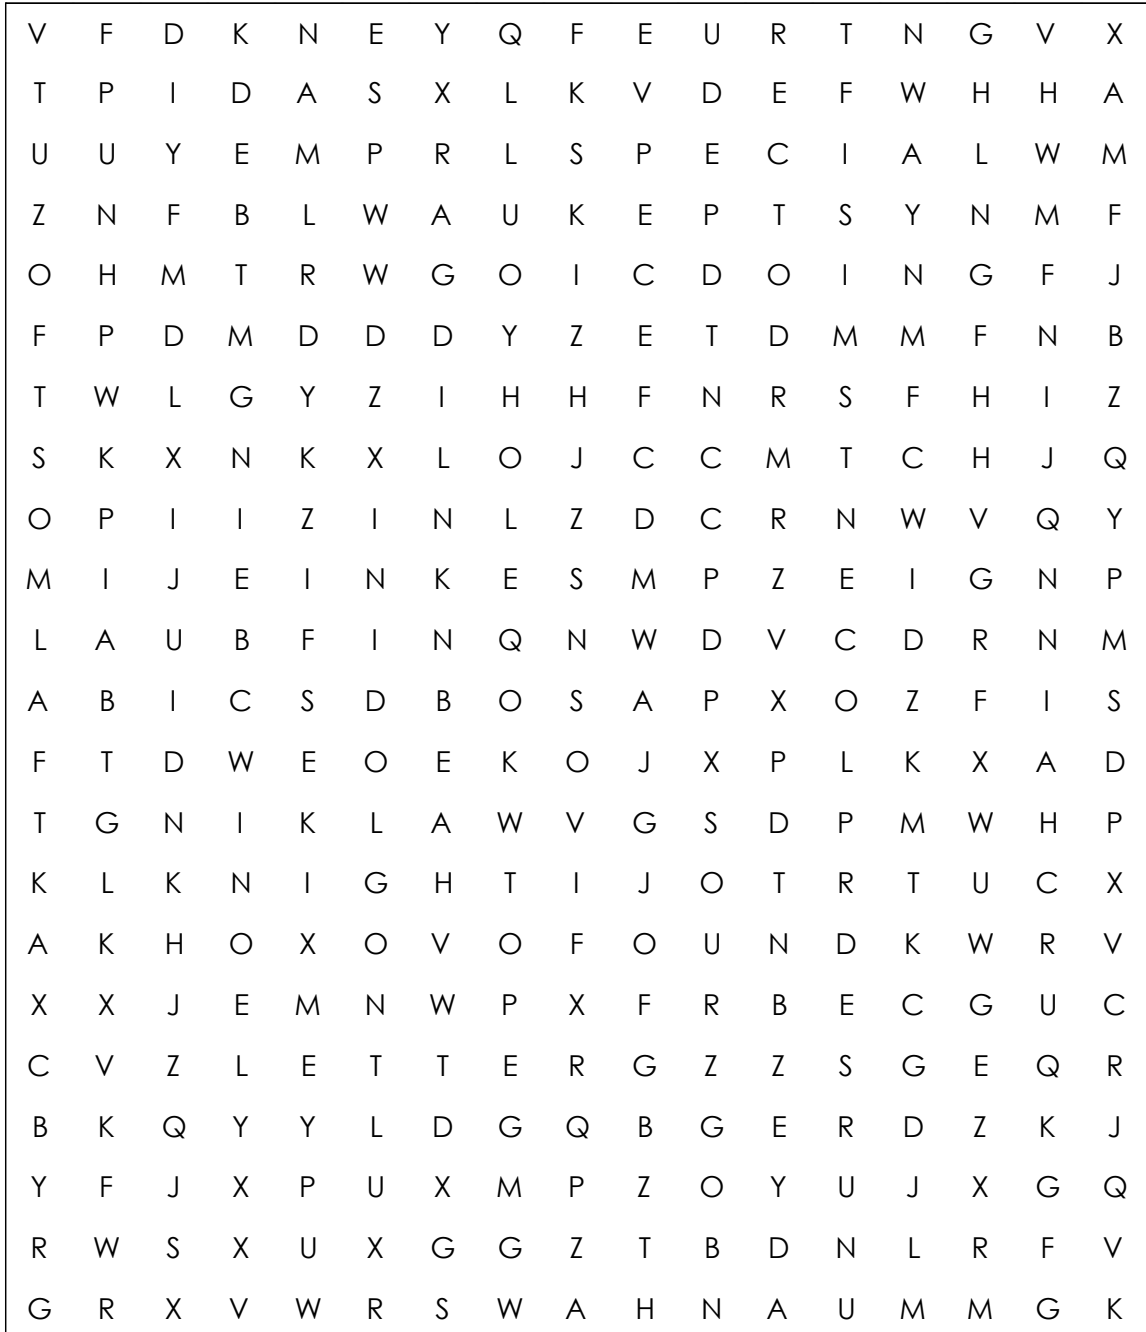 V F D K N E Y Q F E U R T N G V X
T P I D A S X L K V D E F W H H A
U U Y E M P R L S P E C I A L W M
Z N F B L W A U K E P T S Y N M F
O H M T R W G O I C D O I N G F J
F P D M D D D Y Z E T D M M F N B
T W L G Y Z I H H F N R S F H I Z
S K X N K X L O J C C M T C H J Q
O P I I Z I N L Z D C R N W V Q Y
M I J E I N K E S M P Z E I G N P
L A U B F I N Q N W D V C D R N M
A B I C S D B O S A P X O Z F I S
F T D W E O E K O J X P L K X A D
T G N I K L A W V G S D P M W H P
K L K N I G H T I J O T R T U C X
A K H O X O V O F O U N D K W R V
X X J E M N W P X F R B E C G U C
C V Z L E T T E R G Z Z S G E Q R
B K Q Y Y L D G Q B G E R D Z K J
Y F J X P U X M P Z O Y U J X G Q
R W S X U X G G Z T B D N L R F V
G R X V W R S W A H N A U M M G K